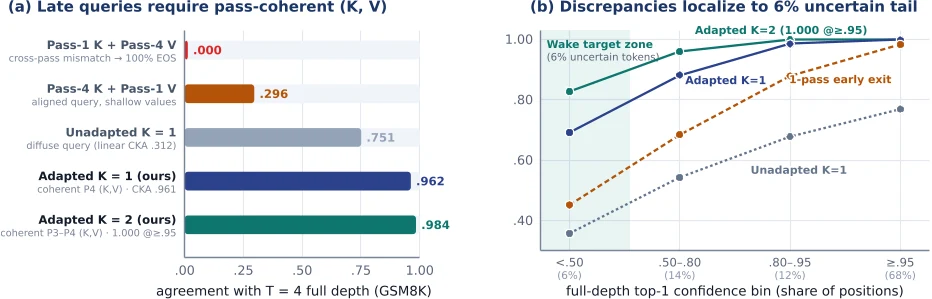 (a) Late queries require pass-coherent (K, V)
Pass-1 K + Pass-4 V
cross-pass mismatch → 100% EOS
.000
Pass-4 K + Pass-1 V
aligned query, shallow values
.296
Unadapted K = 1
diffuse query (linear CKA .312)
.751
Adapted K = 1 (ours)
coherent P4 (K,V) · CKA .961
.962
Adapted K = 2 (ours)
coherent P3–P4 (K,V) · 1.000 @≥.95
.984
.00 .25 .50 .75 1.00
agreement with T = 4 full depth (GSM8K)
(b) Discrepancies localize to 6% uncertain tail
Adapted K=2 (1.000 @≥.95)
Wake target zone
(6% uncertain tokens)
Adapted K=1
1-pass early exit
Unadapted K=1
1.00
.80
.60
.40
<.50 .50–.80 .80–.95 ≥.95
(6%) (14%) (12%) (68%)
full-depth top-1 confidence bin (share of positions)